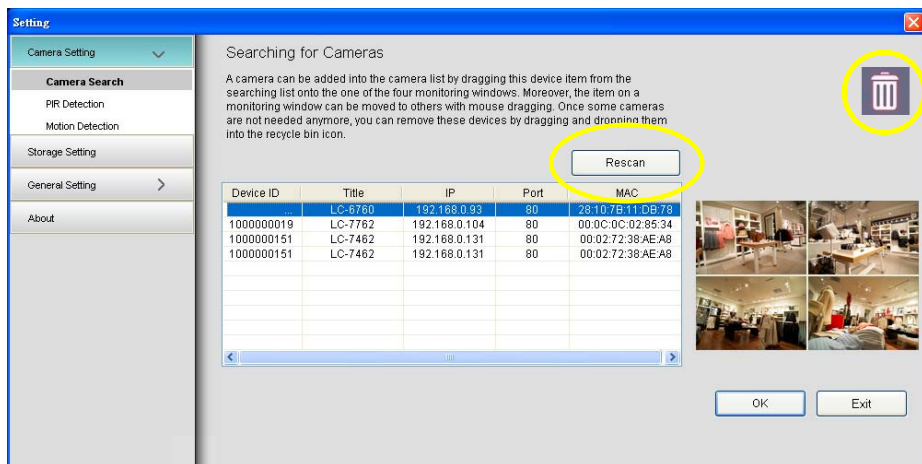 Setting
Camera Setting
Camera Search
PIR Detection
Motion Detection
Storage Setting
General Setting
About
Searching for Cameras
A camera can be added into the camera list by dragging this device item from the
searching list onto the one of the four monitoring windows. Moreover, the item on a
monitoring window can be moved to others with mouse dragging. Once some cameras
are not needed anymore, you can remove these devices by dragging and dropping them
into the recycle bin icon.
Rescan
Device ID Title IP Port MAC
... LC-6760 192.168.0.93 80 28:10:7B:11:DB:78
1000000019 LC-7762 192.168.0.104 80 00:0C:0C:02:85:34
1000000151 LC-7462 192.168.0.131 80 00:02:72:38:AE:A8
1000000151 LC-7462 192.168.0.131 80 00:02:72:38:AE:A8
OK Exit